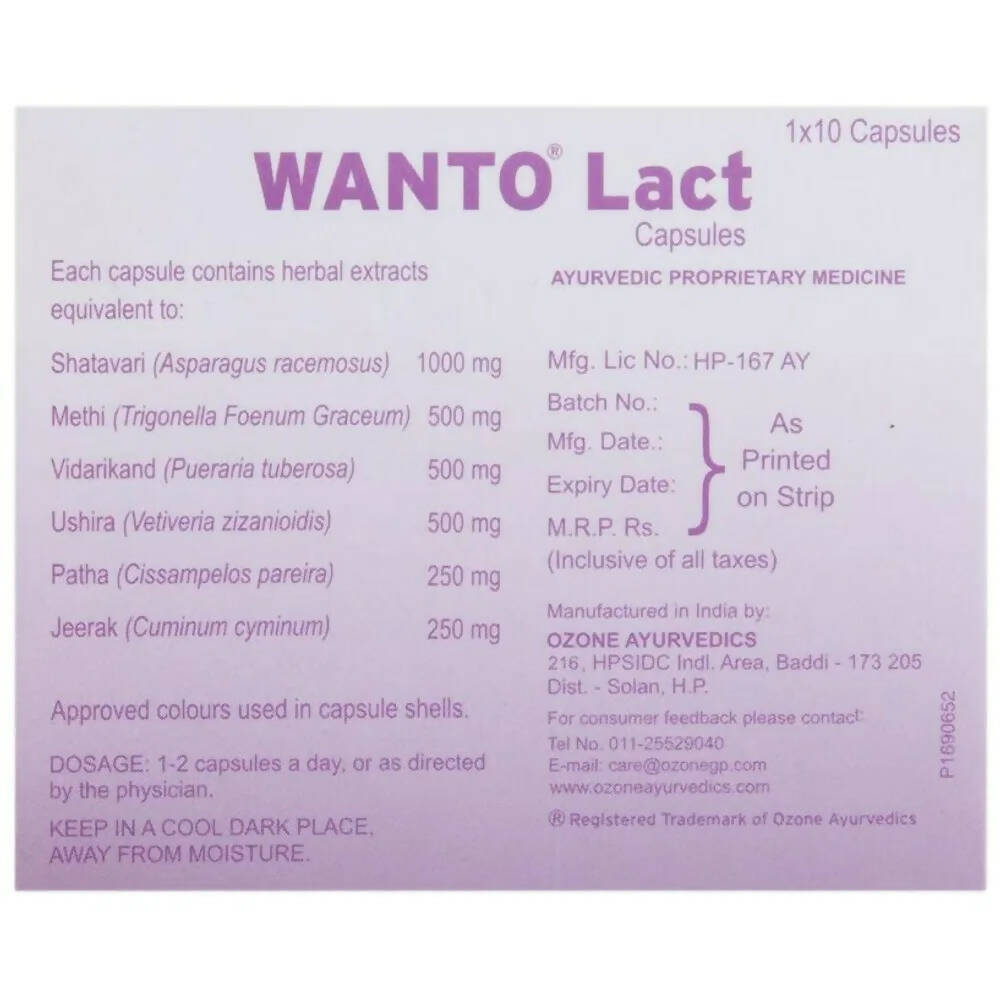 1x10 Capsules
WANTO® Lact
Capsules
Each capsule contains herbal extracts
equivalent to:
Shatavari (Asparagus racemosus) 1000 mg
Methi (Trigonella Foenum Graceum) 500 mg
Vidarikand (Pueraria tuberosa) 500 mg
Ushira (Vetiveria zizanioidis) 500 mg
Patha (Cissampelos pareira) 250 mg
Jeerak (Cuminum cyminum) 250 mg
Approved colours used in capsule shells.
DOSAGE: 1-2 capsules a day, or as directed
by the physician.
KEEP IN A COOL DARK PLACE,
AWAY FROM MOISTURE.
AYURVEDIC PROPRIETARY MEDICINE
Mfg. Lic No.: HP-167 AY
Batch No.:
Mfg. Date.:
Expiry Date:
M.R.P. Rs.
As
Printed
on Strip
(Inclusive of all taxes)
Manufactured in India by:
OZONE AYURVEDICS
216, HPSIDC Indl. Area, Baddi - 173 205
Dist. - Solan, H.P.
For consumer feedback please contact:
Tel No. 011-25529040
E-mail: care@ozonegp.com
www.ozoneayurvedics.com
® Registered Trademark of Ozone Ayurvedics
P1690652